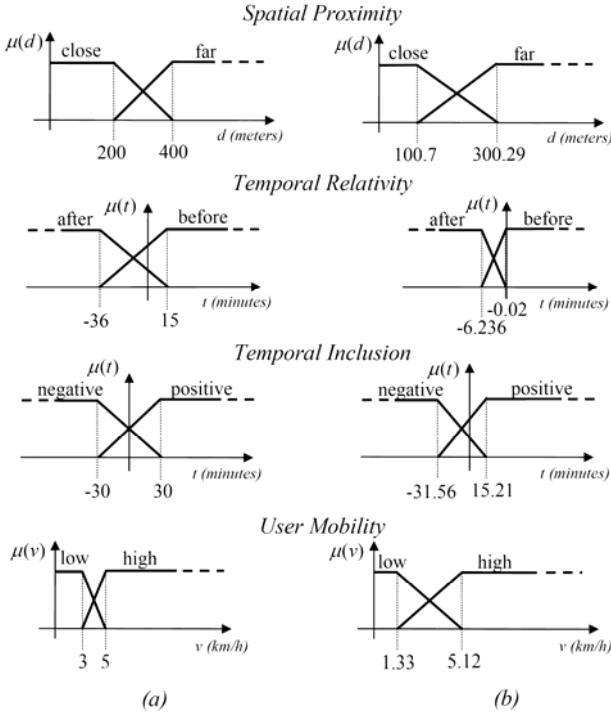 Spatial Proximity
μ(d) close far
d (meters)
200 400
μ(d) close far
d (meters)
100.7 300.29
Temporal Relativity
after μ(t) before
t (minutes)
-36 15
after μ(t) before
t (minutes)
-0.02
-6.236
Temporal Inclusion
μ(t)
negative positive
t (minutes)
-30 30
μ(t)
negative positive
t (minutes)
-31.56 15.21
User Mobility
μ(v) low high
v (km/h)
3 5
μ(v) low high
v (km/h)
1.33 5.12
(a) (b)